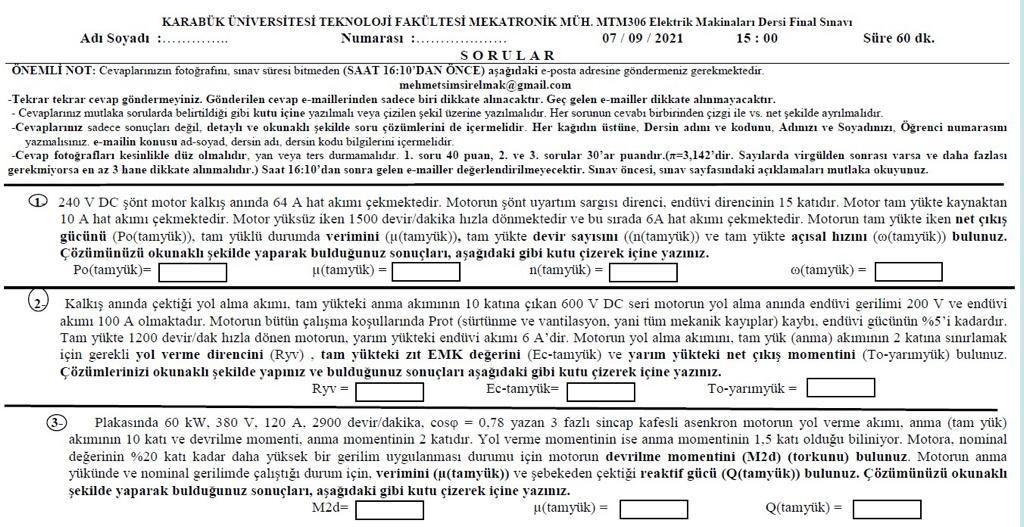 KARABÜK ÜNİVERSİTESİ TEKNOLOJİ FAKÜLTESİ MEKATRONİK MÜH. MTM306 Elektrik Makinaları Dersi Final Sınavı
Adı Soyadı :………….. Numarası :……………… 07 / 09 / 2021 15 : 00 Süre 60 dk.
S O R U L A R
ÖNEMLİ NOT: Cevaplarınızın fotoğrafını, sınav süresi bitmeden (SAAT 16:10'DAN ÖNCE) aşağıdaki e-posta adresine göndermeniz gerekmektedir.
mehmetsimsirelmak@gmail.com
-Tekrar tekrar cevap göndermeyiniz. Gönderilen cevap e-maillerinden sadece biri dikkate alınacaktır. Geç gelen e-mailler dikkate alınmayacaktır.
- Cevaplarınız mutlaka sorularda belirtildiği gibi kutu içine yazılmalı veya çizilen şekil üzerine yazılmalıdır. Her sorunun cevabı birbirinden çizgi ile vs. net şekilde ayrılmalıdır.
-Cevaplarınız sadece sonuçları değil, detaylı ve okunaklı şekilde soru çözümlerini de içermelidir. Her kağıdın üstüne, Dersin adını ve kodunu, Adınızı ve Soyadınızı, Öğrenci numarasını
yazmalısınız. e-mailin konusu ad-soyad, dersin adı, dersin kodu bilgilerini içermelidir.
-Cevap fotoğrafları kesinlikle düz olmalıdır, yan veya ters durmamalıdır. 1. soru 40 puan, 2. ve 3. sorular 30'ar puandır.(π=3,142'dir. Sayılarda virgülden sonrası varsa ve daha fazlası
gerekmiyorsa en az 3 hane dikkate alınmalıdır.) Saat 16:10'dan sonra gelen e-mailler değerlendirilmeyecektir. Sınav öncesi, sınav sayfasındaki açıklamaları mutlaka okuyunuz.
1. 240 V DC şönt motor kalkış anında 64 A hat akımı çekmektedir. Motorun şönt uyartım sargısı direnci, endüvi direncinin 15 katıdır. Motor tam yükte kaynaktan
10 A hat akımı çekmektedir. Motor yüksüz iken 1500 devir/dakika hızla dönmektedir ve bu sırada 6A hat akımı çekmektedir. Motorun tam yükte iken net çıkış
gücünü (Po(tamyük)), tam yüklü durumda verimini (µ(tamyük)), tam yükte devir sayısını ((n(tamyük)) ve tam yükte açısal hızını (ω(tamyük)) bulunuz.
Çözümünüzü okunaklı şekilde yaparak bulduğunuz sonuçları, aşağıdaki gibi kutu çizerek içine yazınız.
Po(tamyük)= µ(tamyük) = n(tamyük) = ω(tamyük) =
2- Kalkış anında çektiği yol alma akımı, tam yükteki anma akımının 10 katına çıkan 600 V DC seri motorun yol alma anında endüvi gerilimi 200 V ve endüvi
akımı 100 A olmaktadır. Motorun bütün çalışma koşullarında Prot (sürtünme ve vantilasyon, yani tüm mekanik kayıplar) kaybı, endüvi gücünün %5'i kadardır.
Tam yükte 1200 devir/dak hızla dönen motorun, yarım yükteki endüvi akımı 6 A'dir. Motorun yol alma akımını, tam yük (anma) akımının 2 katına sınırlamak
için gerekli yol verme direncini (Ryv) , tam yükteki zıt EMK değerini (Ec-tamyük) ve yarım yükteki net çıkış momentini (To-yarımyük) bulunuz.
Çözümlerinizi okunaklı şekilde yapınız ve bulduğunuz sonuçları aşağıdaki gibi kutu çizerek içine yazınız.
Ryv = Ec-tamyük= To-yarımyük =
3- Plakasında 60 kW, 380 V, 120 A, 2900 devir/dakika, cosφ = 0,78 yazan 3 fazlı sincap kafesli asenkron motorun yol verme akımı, anma (tam yük)
akımının 10 katı ve devrilme momenti, anma momentinin 2 katıdır. Yol verme momentinin ise anma momentinin 1,5 katı olduğu biliniyor. Motora, nominal
değerinin %20 katı kadar daha yüksek bir gerilim uygulanması durumu için motorun devrilme momentini (M2d) (torkunu) bulunuz. Motorun anma
yükünde ve nominal gerilimde çalıştığı durum için, verimini (µ(tamyük)) ve şebekeden çektiği reaktif gücü (Q(tamyük)) bulunuz. Çözümünüzü okunaklı
şekilde yaparak bulduğunuz sonuçları, aşağıdaki gibi kutu çizerek içine yazınız.
M2d= µ(tamyük) = Q(tamyük) =